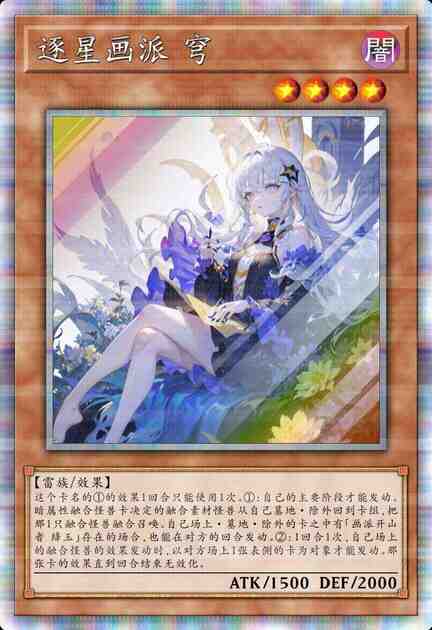 逐星画派 穹
闇
【雷族/效果】
这个卡名的①的效果1回合只能使用1次。①:自己的主要阶段才能发动。
暗属性融合怪兽卡决定的融合素材怪兽从自己墓地・除外回到卡组,把
那1只融合怪兽融合召唤。自己场上・墓地・除外的卡之中有「画派开山
者 绛玉」存在的场合,也能在对方的回合发动。②:1回合1次,自己场上
的融合怪兽的效果发动时,以对方场上1张表侧的卡为对象才能发动。那
张卡的效果直到回合结束无效化。
ATK/1500 DEF/2000